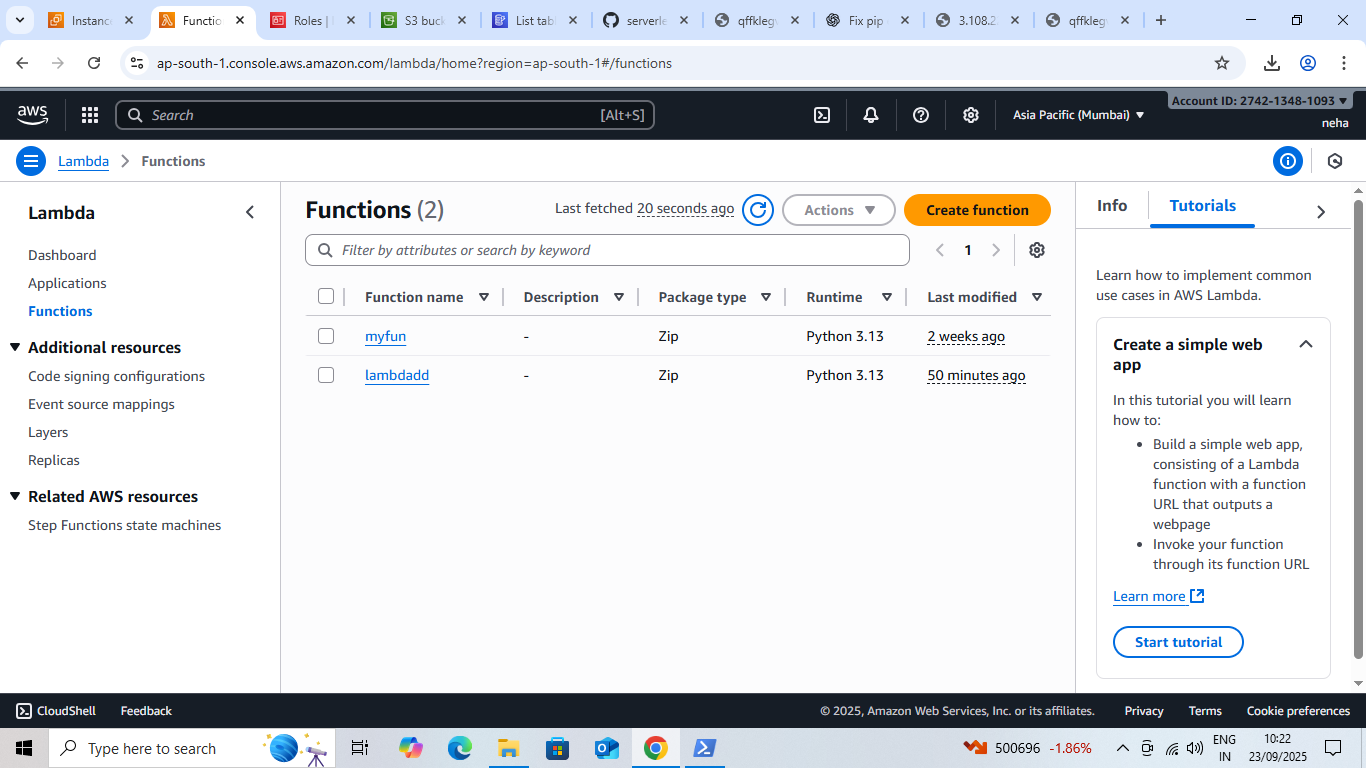 Instance
Functio
Roles | I
S3 buck
List tabl
serverle
qffklegv
Fix pip
3.108.2
qffkleg
ap-south-1.console.aws.amazon.com/lambda/home?region=ap-south-1#/functions
aws
Search
[Alt+S]
Asia Pacific (Mumbai)
Account ID: 2742-1348-1093
neha
Lambda
Functions
Lambda
Dashboard
Applications
Functions
Additional resources
Code signing configurations
Event source mappings
Layers
Replicas
Related AWS resources
Step Functions state machines
Functions (2)
Last fetched 20 seconds ago
Actions
Create function
Filter by attributes or search by keyword
1
Function name Description Package type Runtime Last modified
myfun - Zip Python 3.13 2 weeks ago
lambdadd - Zip Python 3.13 50 minutes ago
Info
Tutorials
Learn how to implement common
use cases in AWS Lambda.
Create a simple web
app
In this tutorial you will learn
how to:
• Build a simple web app,
consisting of a Lambda
function with a function
URL that outputs a
webpage
• Invoke your function
through its function URL
Learn more
Start tutorial
CloudShell
Feedback
© 2025, Amazon Web Services, Inc. or its affiliates.
Privacy
Terms
Cookie preferences
Type here to search
500696 -1.86%
ENG
IN
10:22
23/09/2025